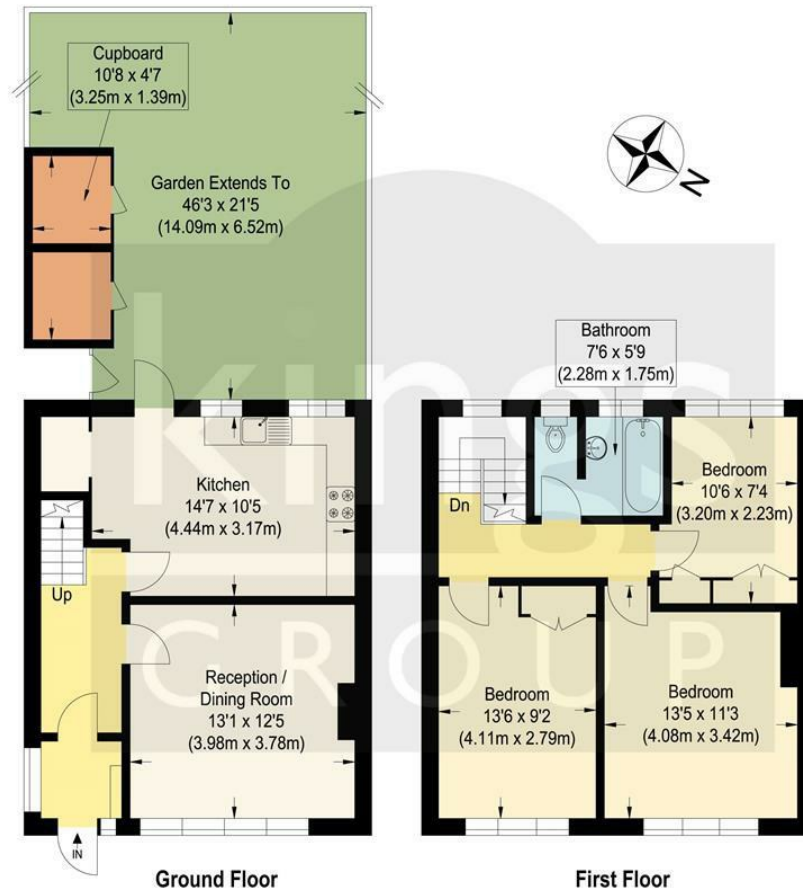 Cupboard
10'8 x 4'7
(3.25m x 1.39m)
Garden Extends To
46'3 x 21'5
(14.09m x 6.52m)
N
Kitchen
14'7 x 10'5
(4.44m x 3.17m)
Up
Reception /
Dining Room
13'1 x 12'5
(3.98m x 3.78m)
IN
Ground Floor
Bathroom
7'6 x 5'9
(2.28m x 1.75m)
Dn
Bedroom
10'6 x 7'4
(3.20m x 2.23m)
Bedroom
13'6 x 9'2
(4.11m x 2.79m)
Bedroom
13'5 x 11'3
(4.08m x 3.42m)
First Floor
kings
GROUP